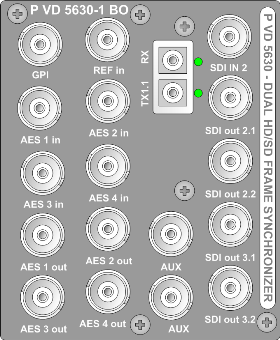 P VD 5630-1 BO
RX
TX1.1
GPI
REF in
SDI IN 2
AES 1 in
AES 2 in
SDI out 2.1
AES 3 in
AES 4 in
SDI out 2.2
AES 1 out
AES 2 out
AUX
SDI out 3.1
AES 3 out
AES 4 out
AUX
SDI out 3.2
P VD 5630 - DUAL HD/SD FRAME SYNCHRONIZER